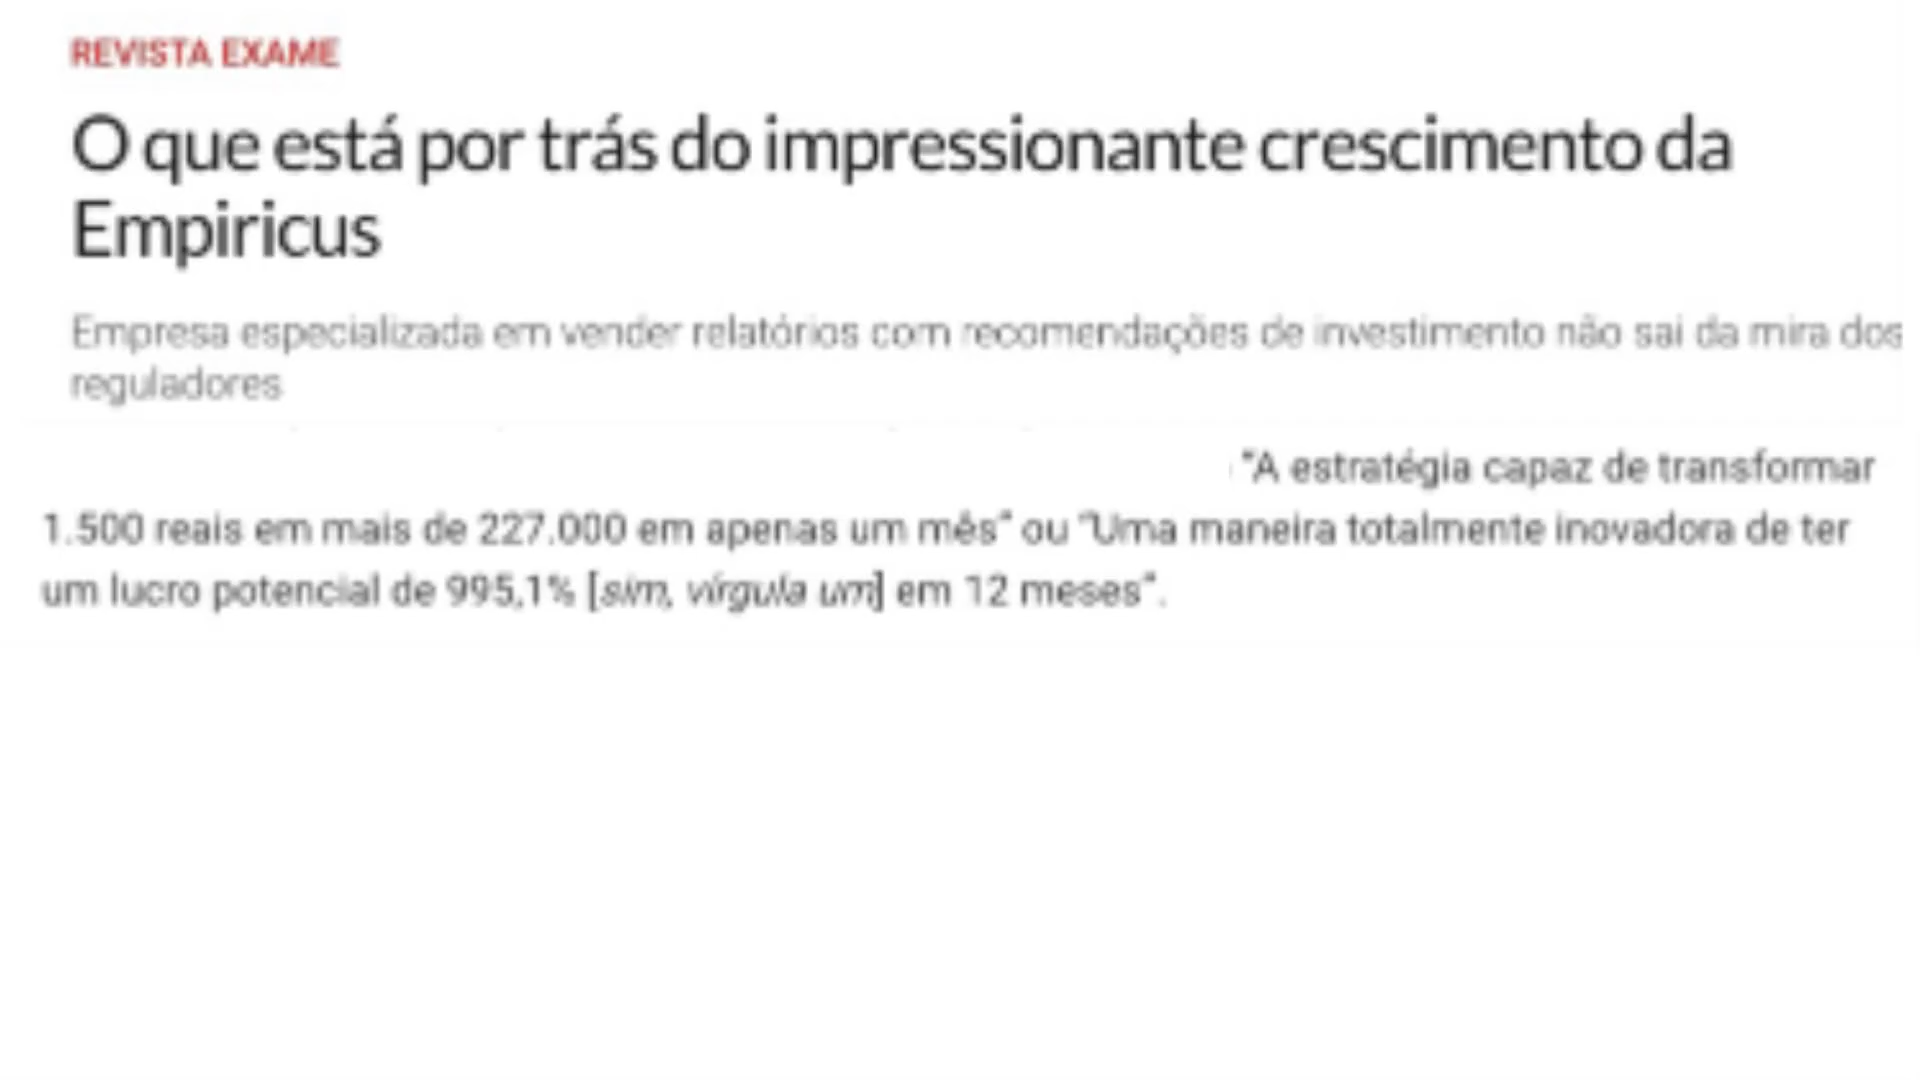 REVISTA EXAME
O que está por trás do impressionante crescimento da
Empiricus
Empresa especializada em vender relatórios com recomendações de investimento não sai da mira dos
reguladores
"A estratégia capaz de transformar
1.500 reais em mais de 227.000 em apenas um mês" ou "Uma maneira totalmente inovadora de ter
um lucro potencial de 995,1% [sim, vírgula um] em 12 meses".